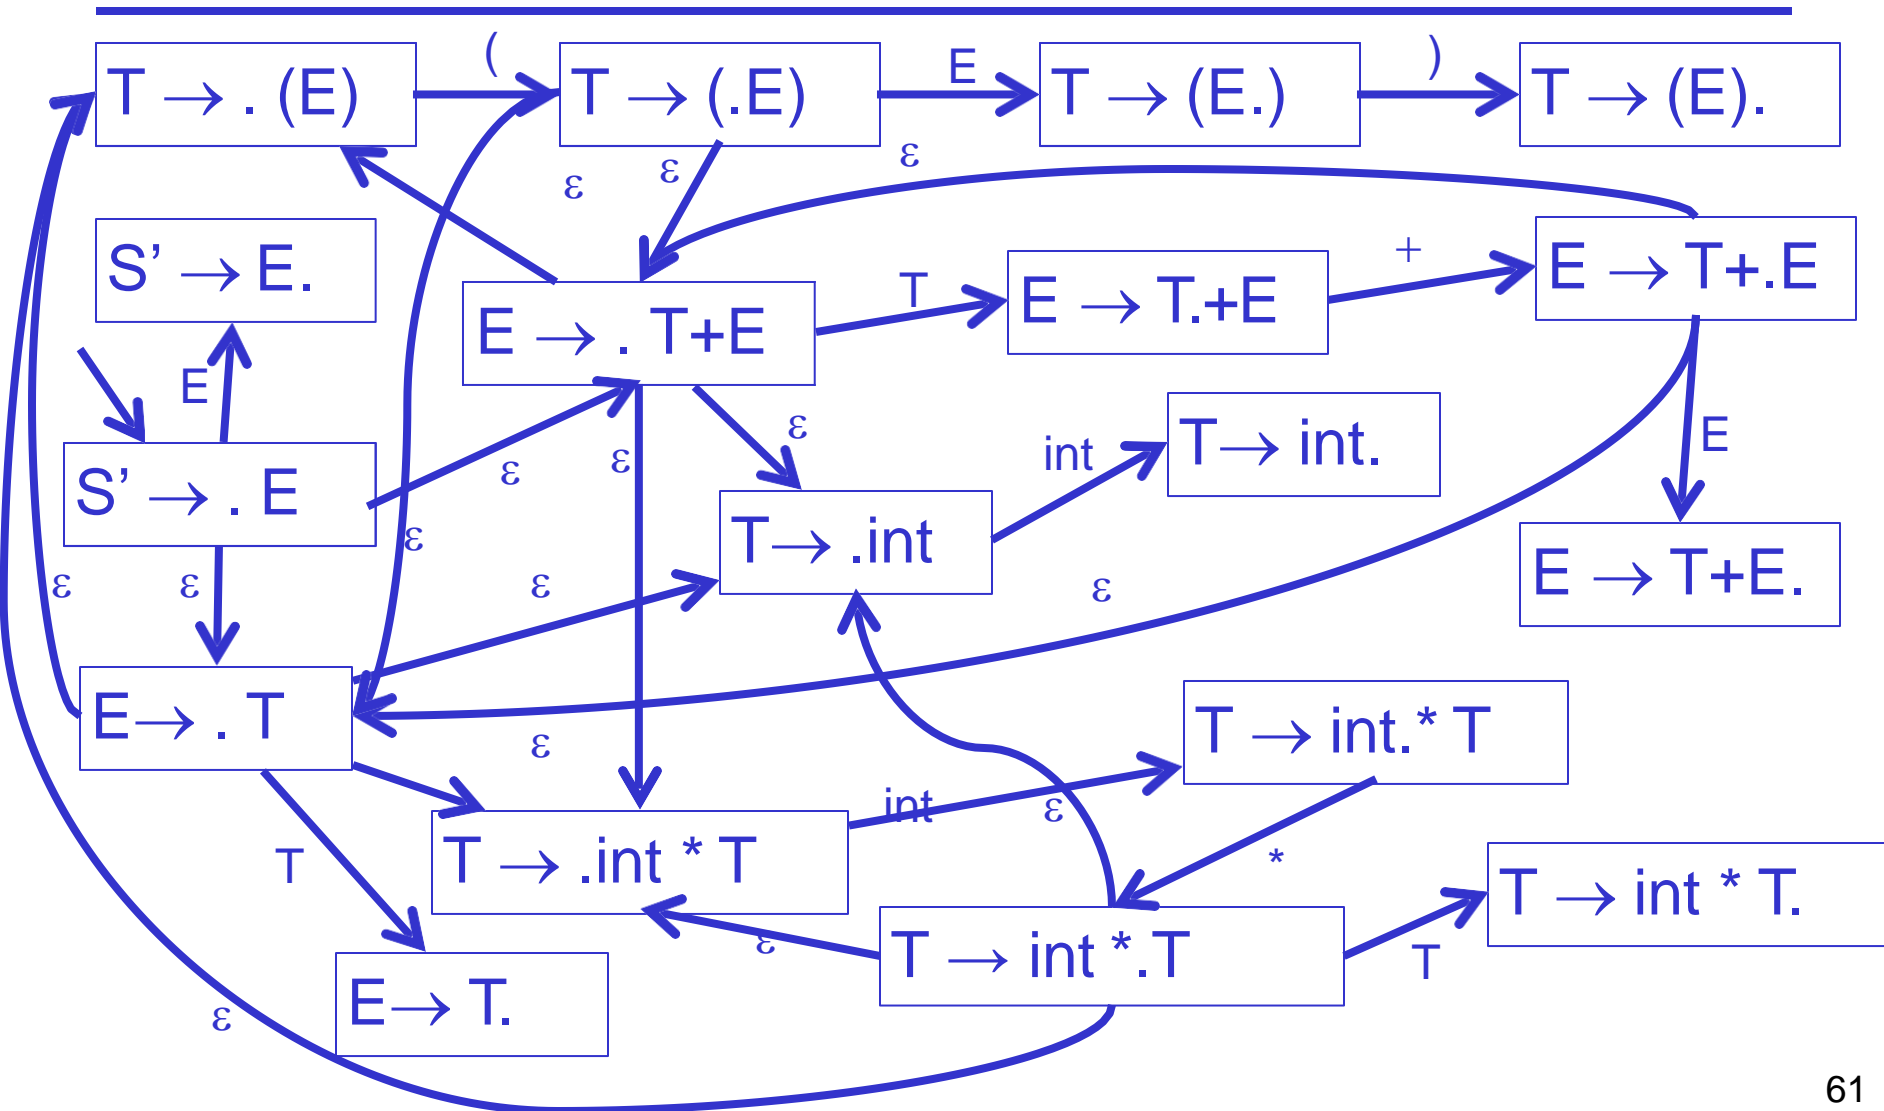 (
E
)
T → . (E)
T → (.E)
T → (E.)
T → (E).
ε
ε
ε
S’ → E.
E → . T+E
T
E → T.+E
+
E → T+.E
E
ε
ε
ε
int
T→ int.
E
S’ → . E
ε
T→ .int
E → T+E.
ε
ε
ε
ε
E→ . T
ε
T → int.* T
int
ε
T
T → .int * T
*
T → int * T.
ε
T → int *.T
T
E→ T.
ε
61